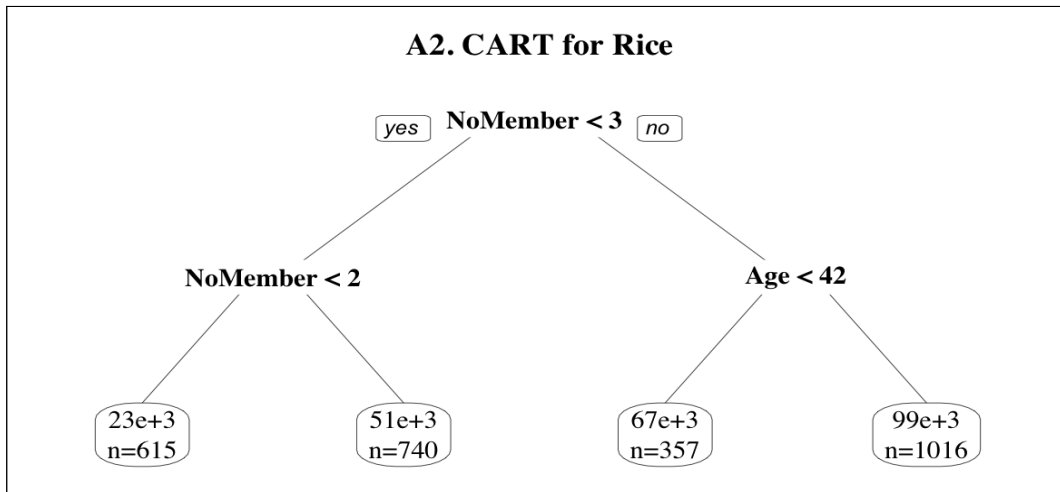 A2. CART for Rice
yes NoMember < 3 no
NoMember < 2 Age < 42
23e+3 51e+3 67e+3 99e+3
n=615 n=740 n=357 n=1016